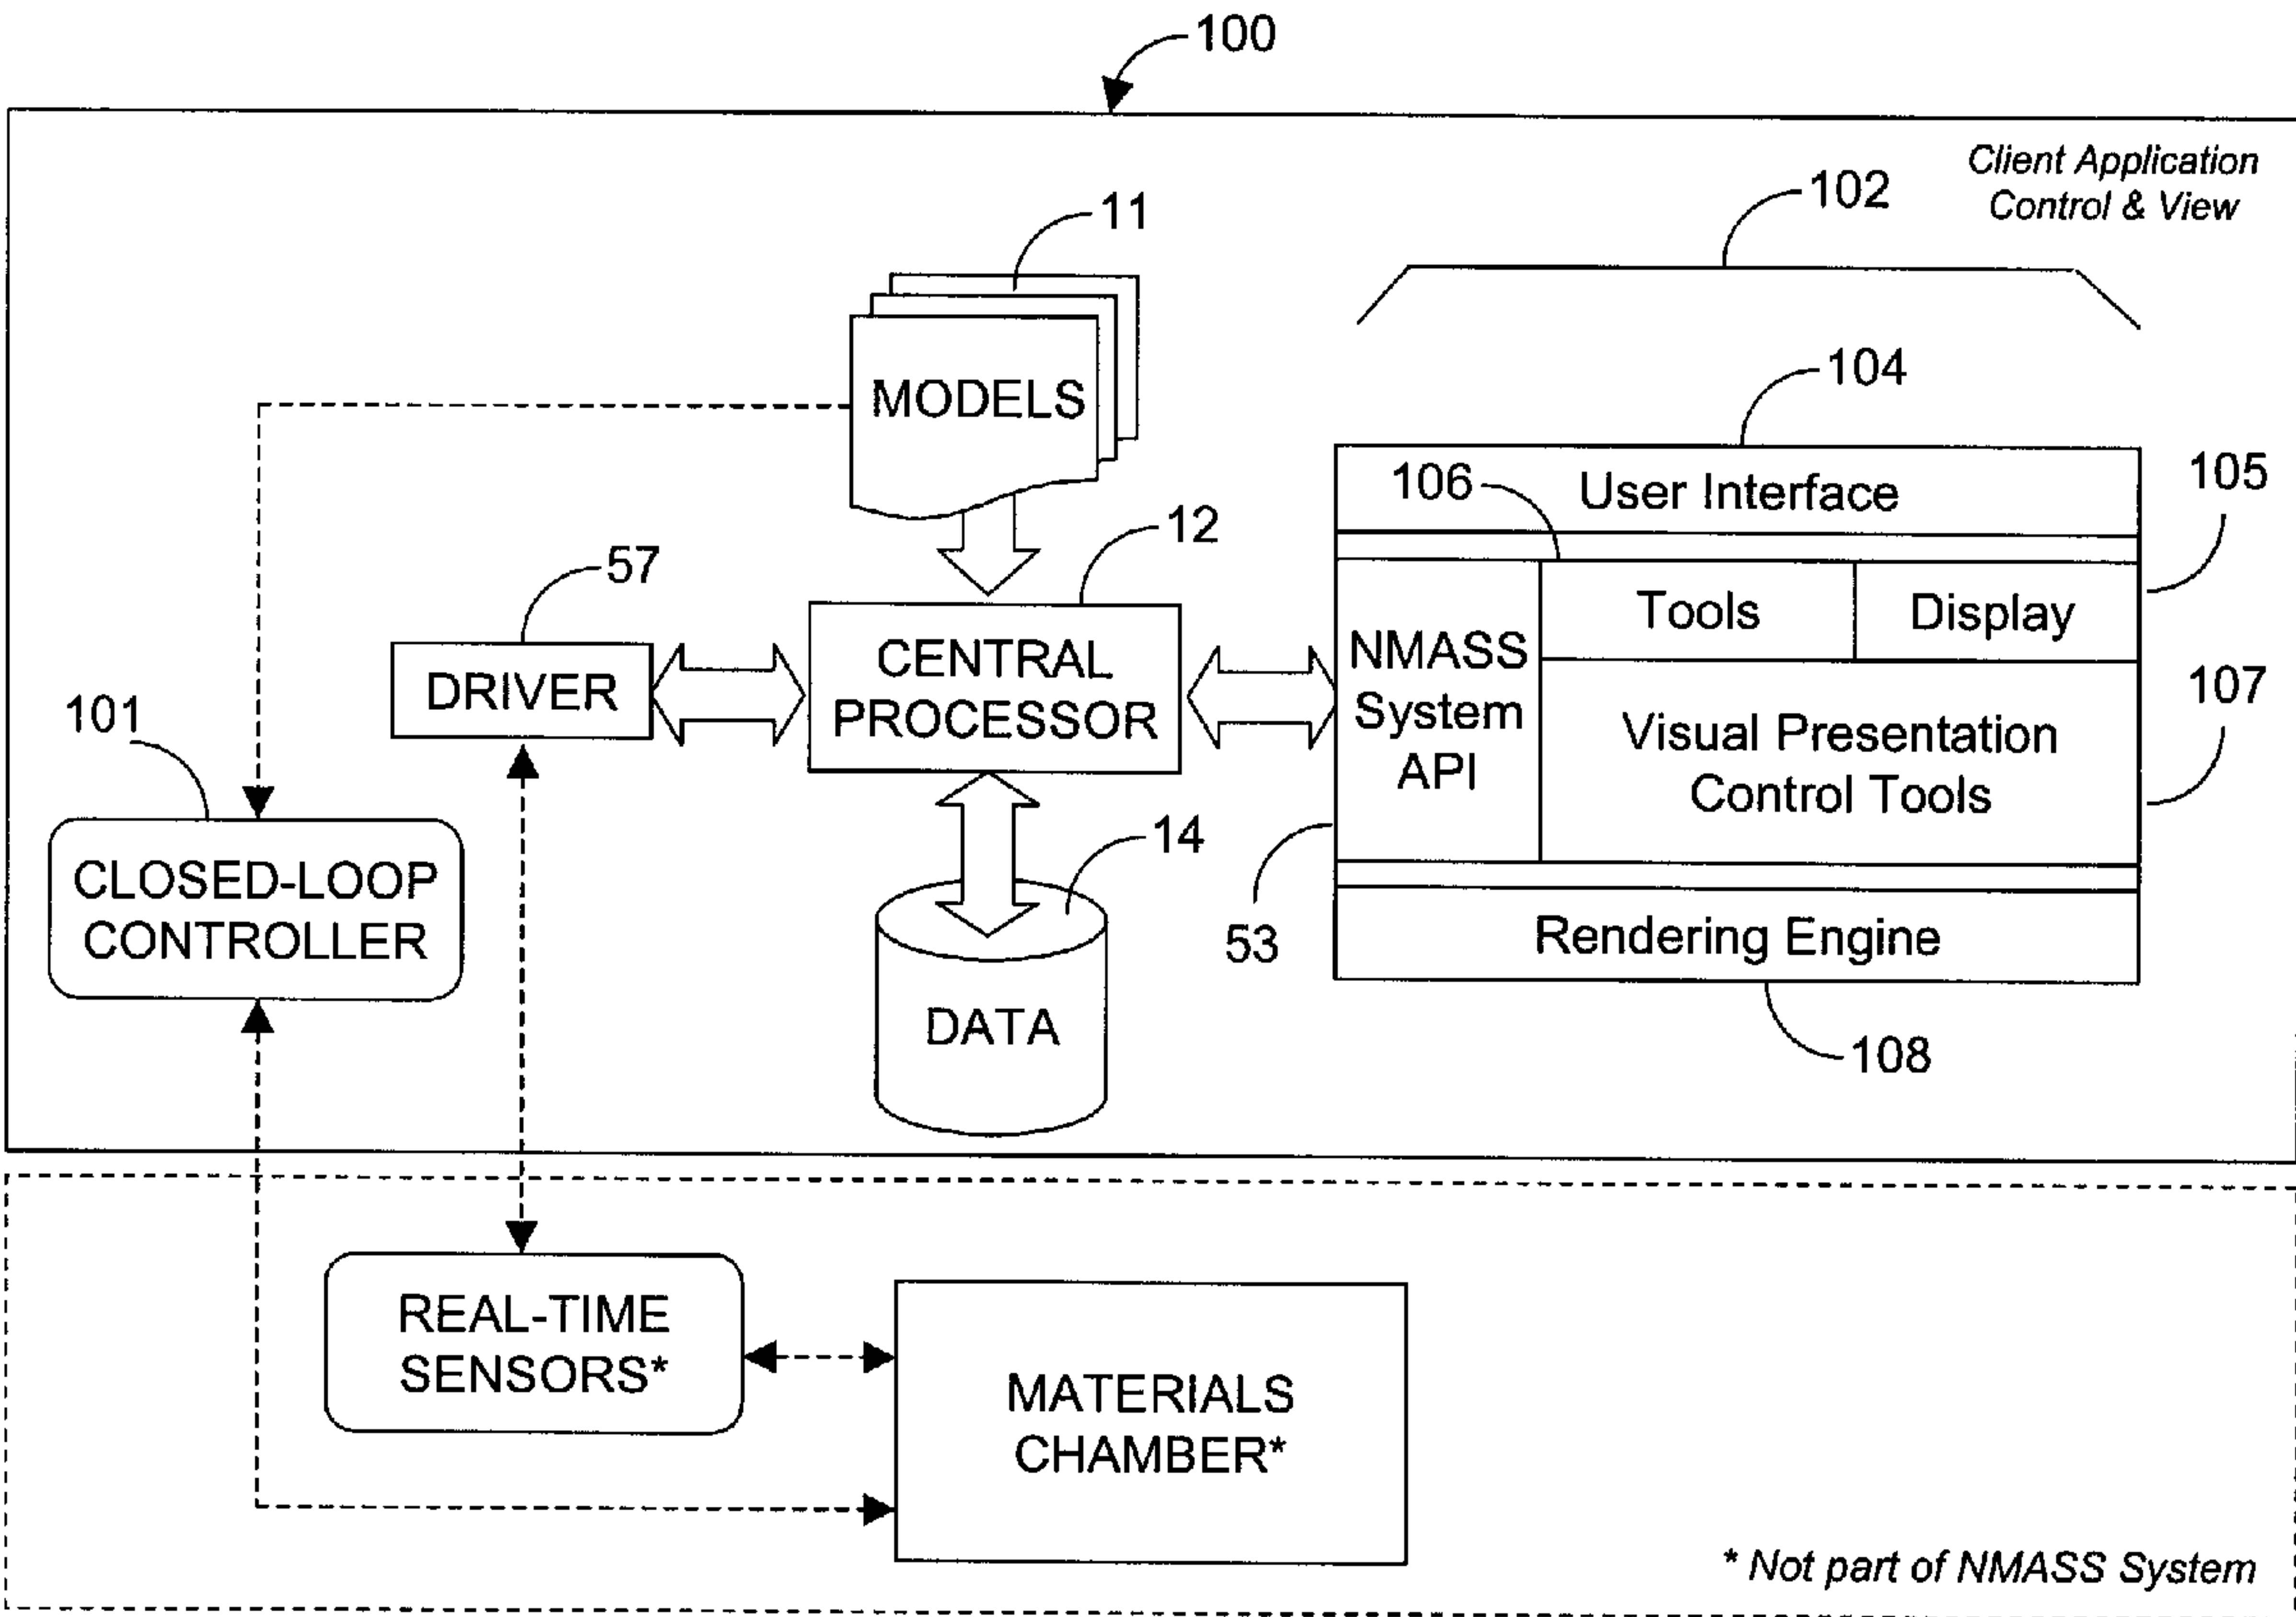 100
Client Application
Control & View
102
11
104
MODELS
105
106
User Interface
12
57
Tools
Display
CENTRAL
PROCESSOR
NMASS
System
API
DRIVER
107
101
Visual Presentation
Control Tools
14
CLOSED-LOOP
CONTROLLER
53
Rendering Engine
DATA
108
REAL-TIME
SENSORS*
MATERIALS
CHAMBER*
* Not part of NMASS System